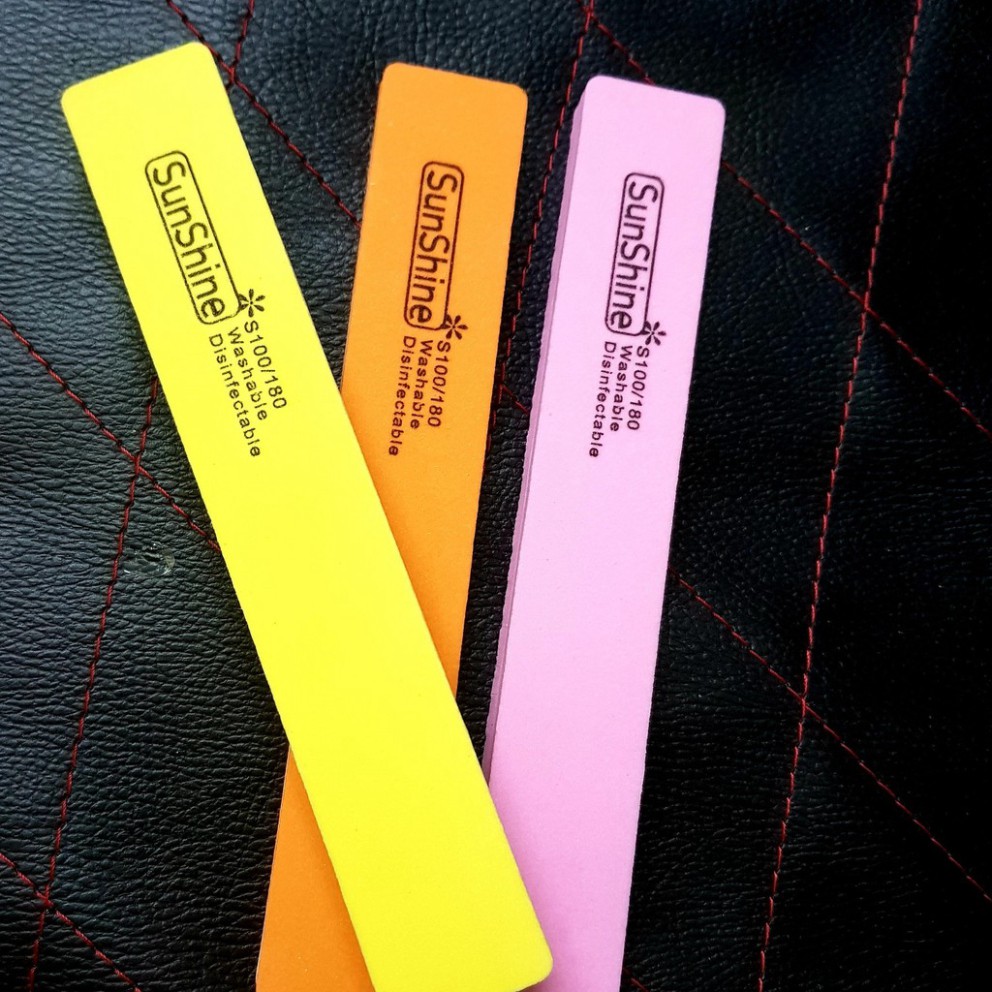 SunShine
S100/180
Washable
Disinfectable
SunShine
S100/180
Washable
Disinfectable
SunShine
S100/180
Washable
Disinfectable